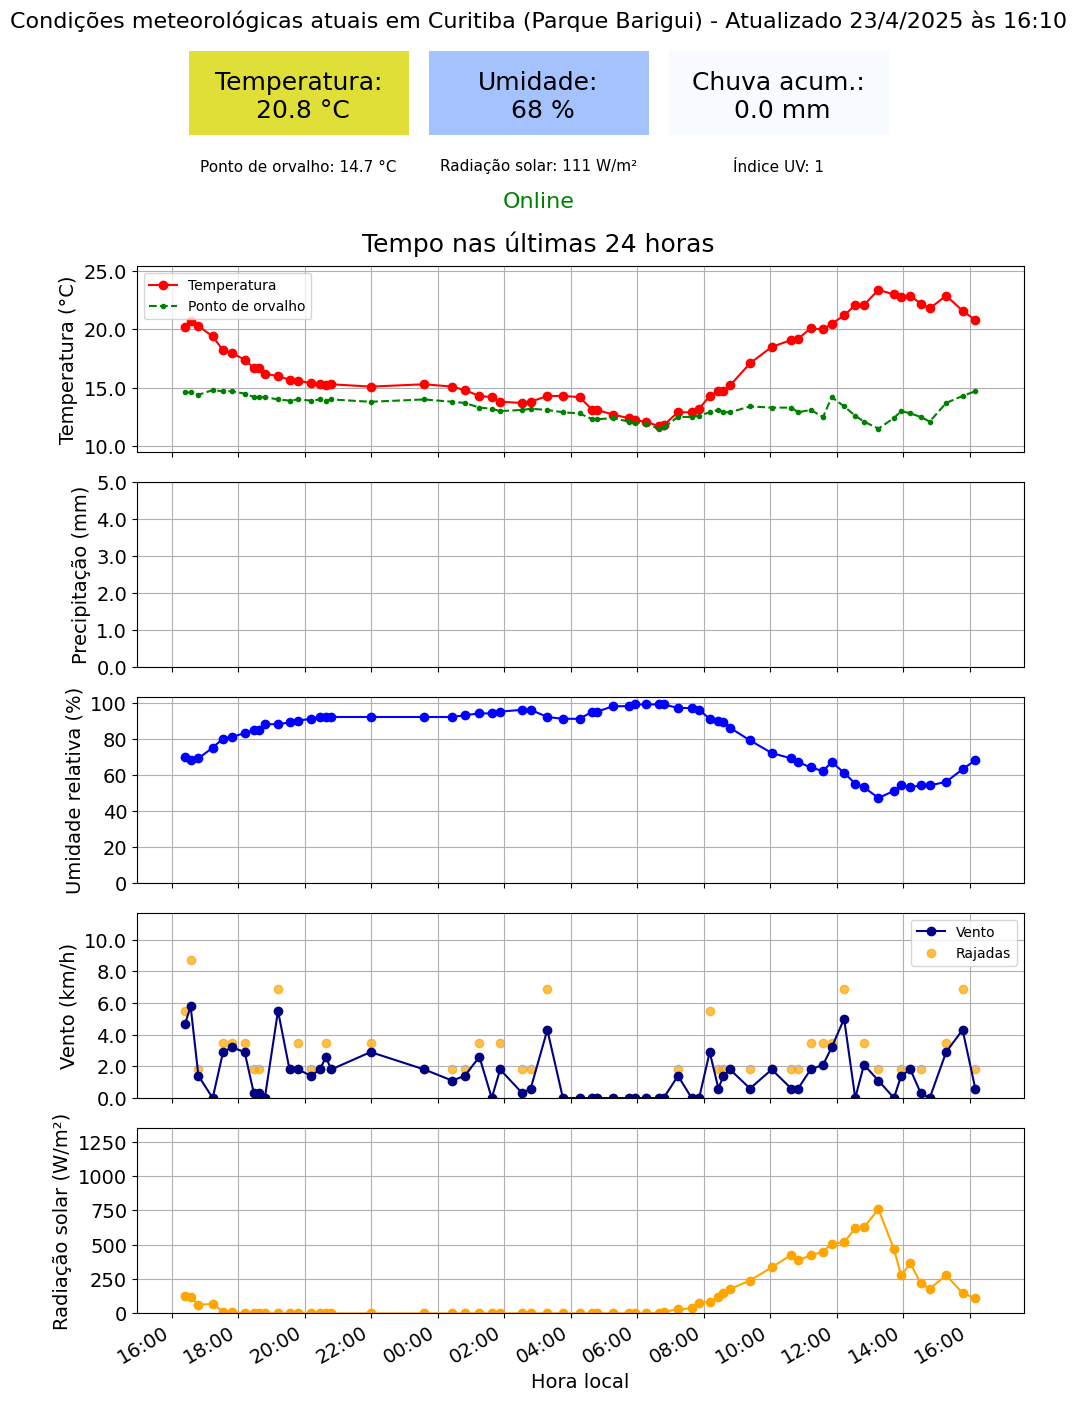 Condições meteorológicas atuais em Curitiba (Parque Barigui) - Atualizado 23/4/2025 às 16:10
Temperatura:
20.8 °C
Umidade:
68 %
Chuva acum.:
0.0 mm
Ponto de orvalho: 14.7 °C
Radiação solar: 111 W/m²
Índice UV: 1
Online
Tempo nas últimas 24 horas
Temperatura (°C)
25.0
20.0
15.0
10.0
Temperatura
Ponto de orvalho
Precipitação (mm)
5.0
4.0
3.0
2.0
1.0
0.0
Umidade relativa (%)
100
80
60
40
20
0
Vento (km/h)
10.0
8.0
6.0
4.0
2.0
0.0
Vento
Rajadas
Radiação solar (W/m²)
1250
1000
750
500
250
0
16:00
18:00
20:00
22:00
00:00
02:00
04:00
06:00
08:00
10:00
12:00
14:00
16:00
Hora local